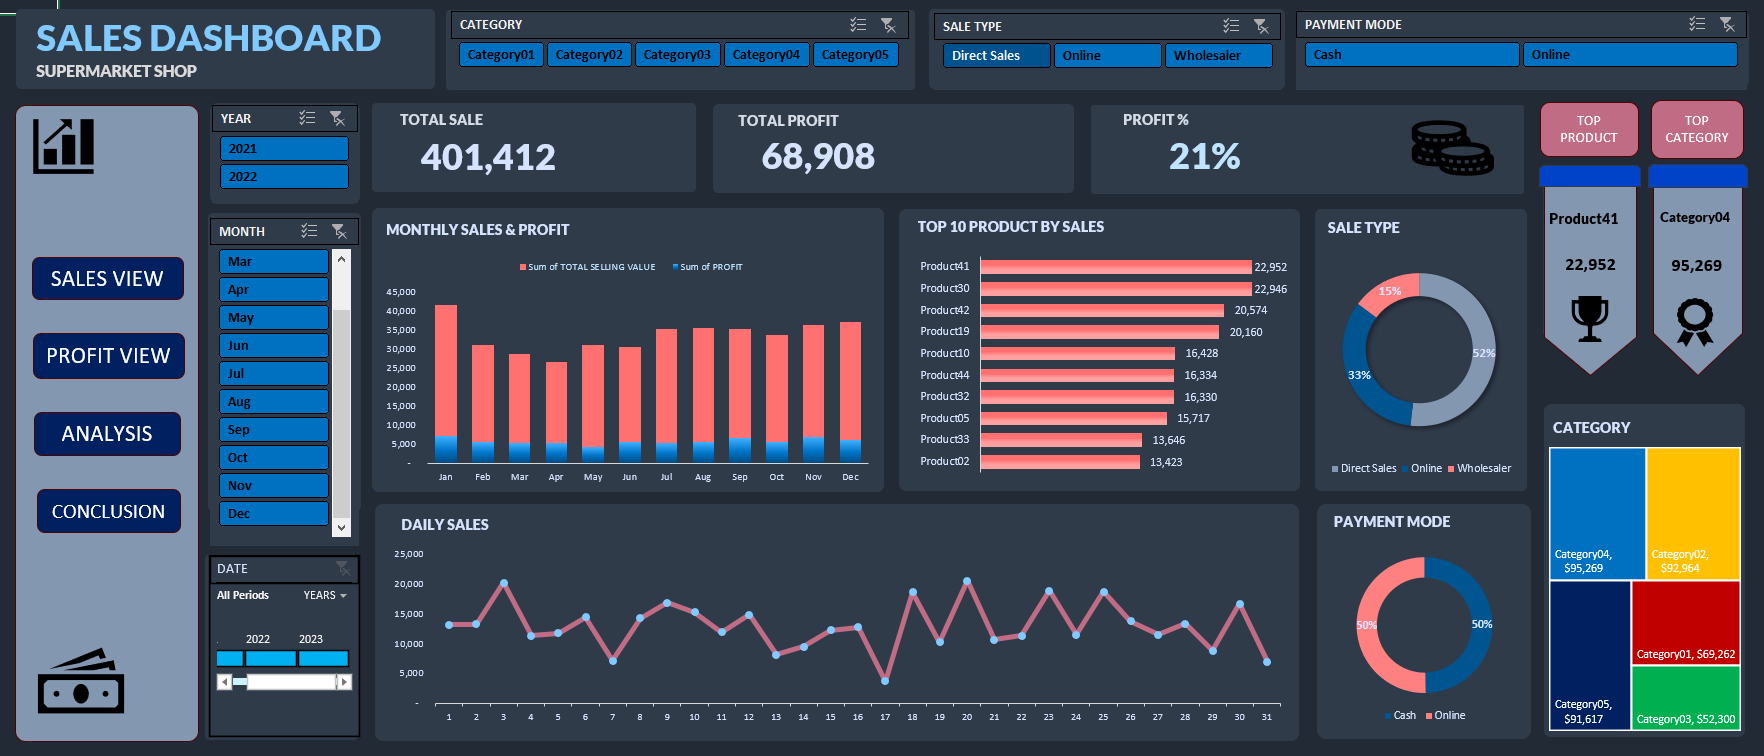 SALES DASHBOARD
SUPERMARKET SHOP
CATEGORY
Category01 Category02 Category03 Category04 Category05
SALE TYPE
Direct Sales Online Wholesaler
PAYMENT MODE
Cash Online
SALES VIEW
PROFIT VIEW
ANALYSIS
CONCLUSION
YEAR
2021
2022
MONTH
Mar
Apr
May
Jun
Jul
Aug
Sep
Oct
Nov
Dec
DATE
All Periods YEARS
2022 2023
TOTAL SALE
401,412
TOTAL PROFIT
68,908
PROFIT %
21%
TOP
PRODUCT
Product41
22,952
TOP
CATEGORY
Category04
95,269
MONTHLY SALES & PROFIT
Sum of TOTAL SELLING VALUE Sum of PROFIT
45,000
40,000
35,000
30,000
25,000
20,000
15,000
10,000
5,000
-
Jan Feb Mar Apr May Jun Jul Aug Sep Oct Nov Dec
TOP 10 PRODUCT BY SALES
Product41 22,952
Product30 22,946
Product42 20,574
Product19 20,160
Product10 16,428
Product44 16,334
Product32 16,330
Product05 15,717
Product33 13,646
Product02 13,423
SALE TYPE
15%
52%
33%
Direct Sales Online Wholesaler
DAILY SALES
25,000
20,000
15,000
10,000
5,000
-
1 2 3 4 5 6 7 8 9 10 11 12 13 14 15 16 17 18 19 20 21 22 23 24 25 26 27 28 29 30 31
PAYMENT MODE
50% 50%
Cash Online
CATEGORY
Category04,
$95,269
Category02,
$92,964
Category05,
$91,617
Category01, $69,262
Category03, $52,300